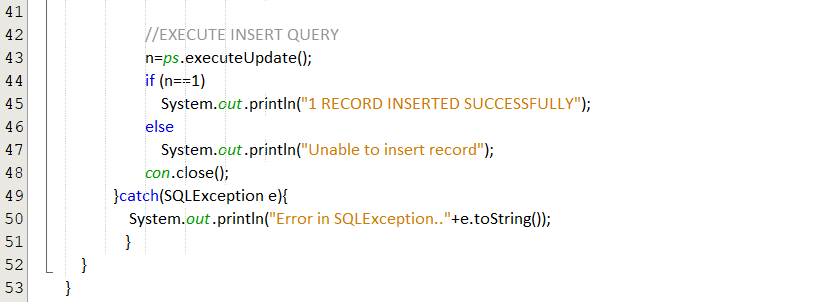 41
42 //EXECUTE INSERT QUERY
43 n=ps.executeUpdate();
44 if (n==1)
45 System.out.println("1 RECORD INSERTED SUCCESSFULLY");
46 else
47 System.out.println("Unable to insert record");
48 con.close();
49 }catch(SQLException e){
50 System.out.println("Error in SQLException.."+e.toString());
51 }
52 }
53 }